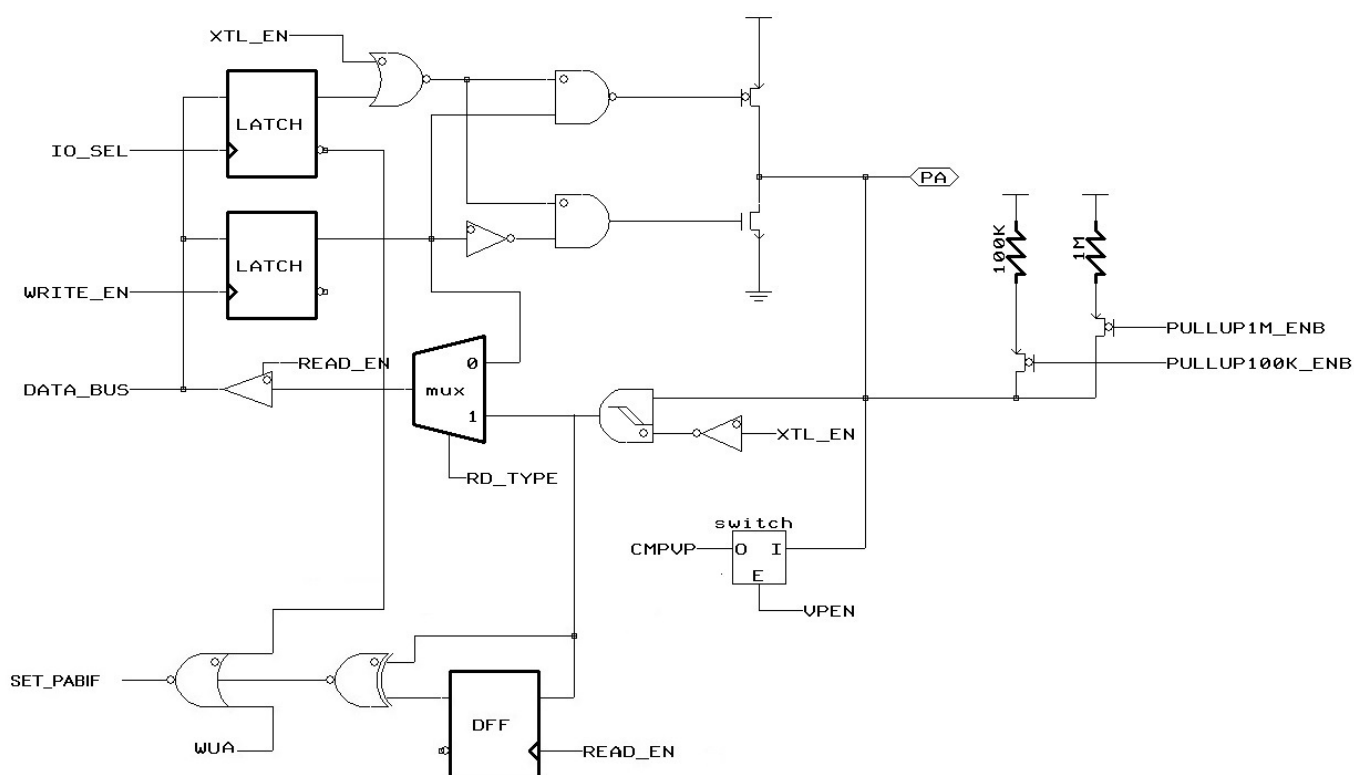 XTL_EN
LATCH
IO_SEL
PA
100K
1M
LATCH
WRITE_EN
PULLUP1M_ENB
READ_EN
0
PULLUP100K_ENB
DATA_BUS
mux
1
XTL_EN
RD_TYPE
switch
CMPVP
O I
E
VPEN
SET_PABIF
DFF
WUA
READ_EN